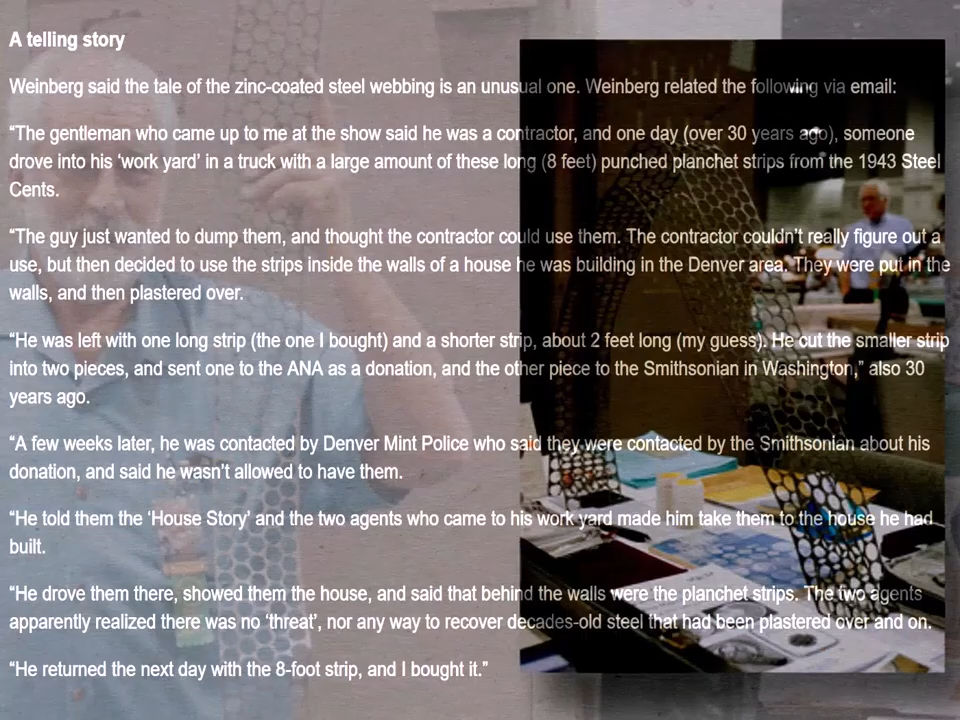 A telling story
Weinberg said the tale of the zinc-coated steel webbing is an unusual one. Weinberg related the following via email:
“The gentleman who came up to me at the show said he was a contractor, and one day (over 30 years ago), someone
drove into his ‘work yard’ in a truck with a large amount of these long (8 feet) punched planchet strips from the 1943 Steel
Cents.
“The guy just wanted to dump them, and thought the contractor could use them. The contractor couldn’t really figure out a
use, but then decided to use the strips inside the walls of a house he was building in the Denver area. They were put in the
walls, and then plastered over.
“He was left with one long strip (the one I bought) and a shorter strip, about 2 feet long (my guess). He cut the smaller strip
into two pieces, and sent one to the ANA as a donation, and the other piece to the Smithsonian in Washington,” also 30
years ago.
“A few weeks later, he was contacted by Denver Mint Police who said they were contacted by the Smithsonian about his
donation, and said he wasn’t allowed to have them.
“He told them the ‘House Story’ and the two agents who came to his work yard made him take them to the house he had
built.
“He drove them there, showed them the house, and said that behind the walls were the planchet strips. The two agents
apparently realized there was no ‘threat’, nor any way to recover decades-old steel that had been plastered over and on.
“He returned the next day with the 8-foot strip, and I bought it.”